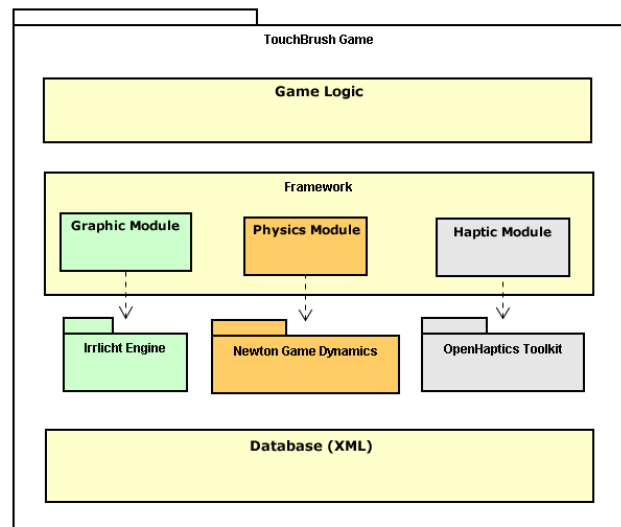 TouchBrush Game
Game Logic
Framework
Graphic Module
Physics Module
Haptic Module
Irrlicht Engine
Newton Game Dynamics
OpenHaptics Toolkit
Database (XML)